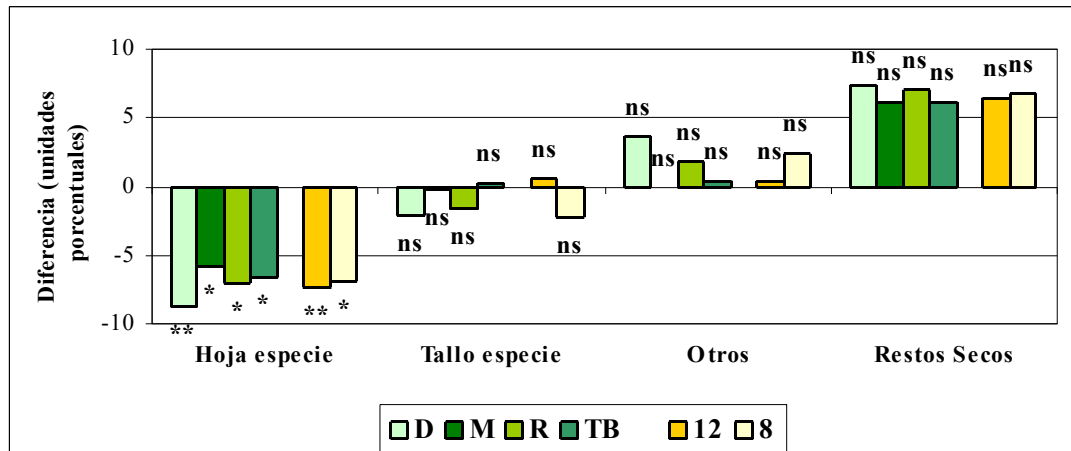 Diferencia (unidades
porcentuales)
10
5
0
-5
-10
ns ns ns ns ns ns
ns ns ns ns ns ns
ns ns ns ns ns ns
** * * * ** *
Hoja especie Tallo especie Otros Restos Secos
D M R TB 12 8